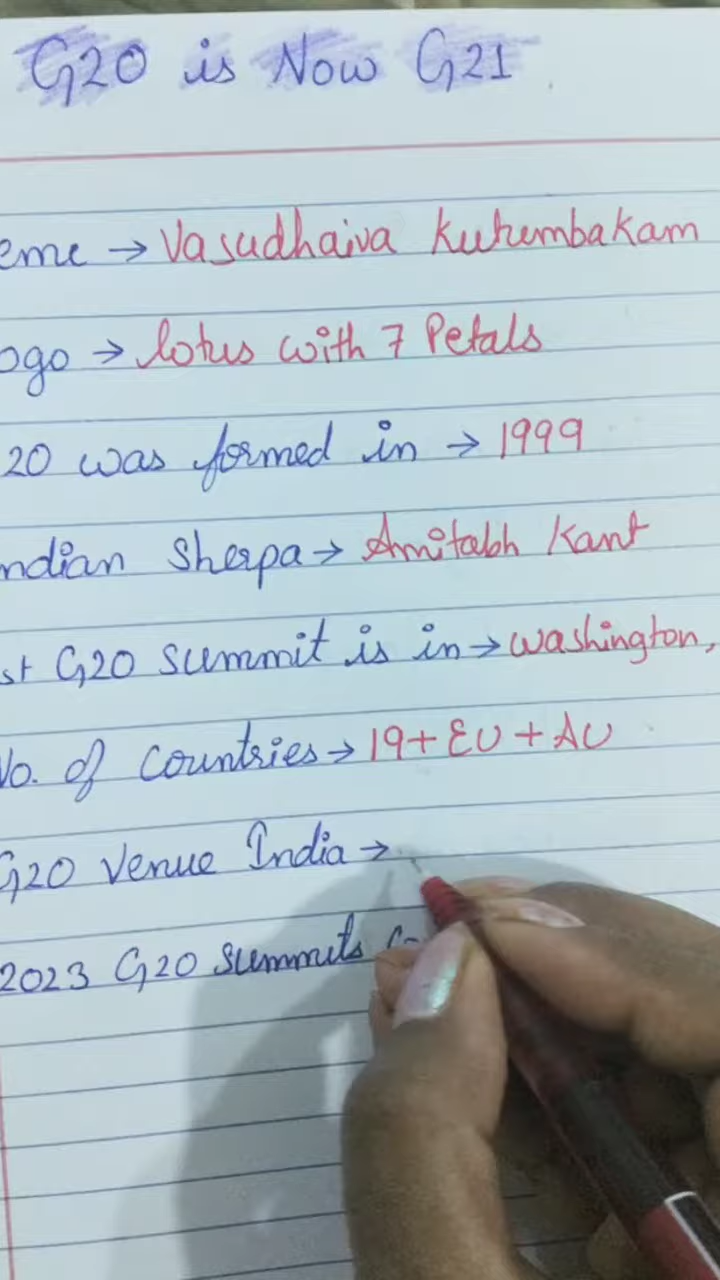 G20 is Now G21
eme → Vasudhaiva Kutumbakam
ogo → lotus with 7 Petals
20 was formed in → 1999
ndian Sherpa → Amitabh Kant
st G20 summit is in → Washington,
No. of Countries → 19+EU+AU
G20 Venue India →
2023 G20 Summits